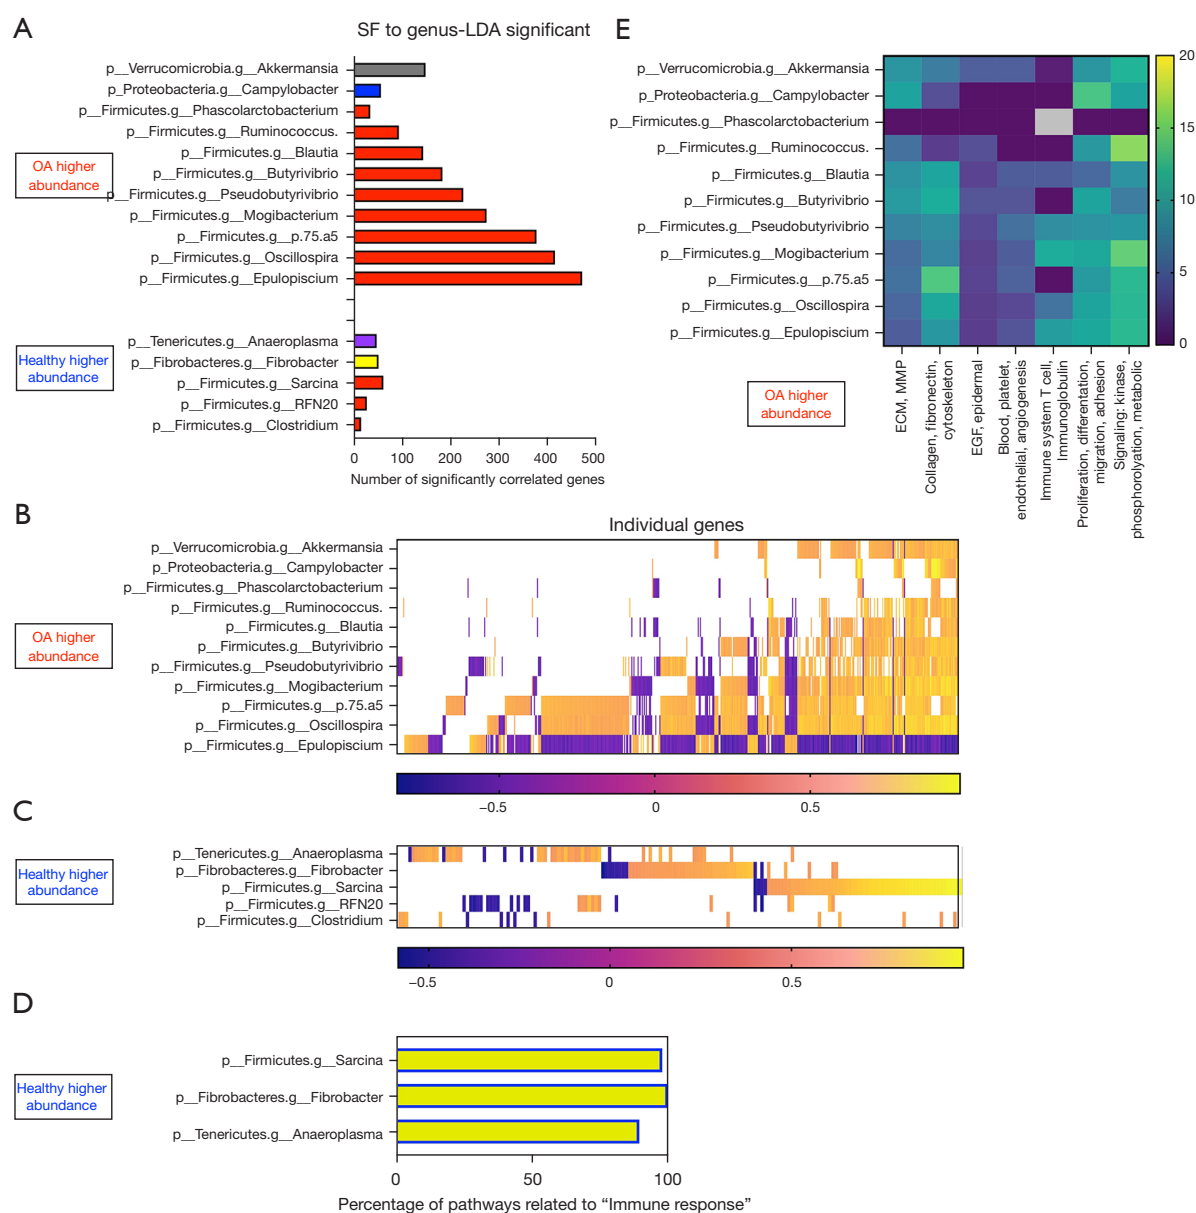 A
SF to genus-LDA significant
p__Verrucomicrobia.g__Akkermansia
p_Proteobacteria.g__Campylobacter
p__Firmicutes.g__Phascolarctobacterium
p__Firmicutes.g__Ruminococcus.
p__Firmicutes.g__Blautia
p__Firmicutes.g__Butyrivibrio
p__Firmicutes.g__Pseudobutyrivibrio
p__Firmicutes.g__Mogibacterium
p__Firmicutes.g__p.75.a5
p__Firmicutes.g__Oscillospira
p__Firmicutes.g__Epulopiscium
OA higher
abundance
p__Tenericutes.g__Anaeroplasma
p__Fibrobacteres.g__Fibrobacter
p__Firmicutes.g__Sarcina
p__Firmicutes.g__RFN20
p__Firmicutes.g__Clostridium
Healthy higher
abundance
0 100 200 300 400 500
Number of significantly correlated genes
E
p__Verrucomicrobia.g__Akkermansia
p_Proteobacteria.g__Campylobacter
p__Firmicutes.g__Phascolarctobacterium
p__Firmicutes.g__Ruminococcus.
p__Firmicutes.g__Blautia
p__Firmicutes.g__Butyrivibrio
p__Firmicutes.g__Pseudobutyrivibrio
p__Firmicutes.g__Mogibacterium
p__Firmicutes.g__p.75.a5
p__Firmicutes.g__Oscillospira
p__Firmicutes.g__Epulopiscium
20
15
10
5
0
OA higher
abundance
ECM, MMP
Collagen, fibronectin,
cytoskeleton
EGF, epidermal
Blood, platelet,
endothelial, angiogenesis
Immune system T cell,
Immunoglobulin
Proliferation, differentiation,
migration, adhesion
Signaling: kinase,
phosphorolyation, metabolic
B
Individual genes
p__Verrucomicrobia.g__Akkermansia
p_Proteobacteria.g__Campylobacter
p__Firmicutes.g__Phascolarctobacterium
p__Firmicutes.g__Ruminococcus.
p__Firmicutes.g__Blautia
p__Firmicutes.g__Butyrivibrio
p__Firmicutes.g__Pseudobutyrivibrio
p__Firmicutes.g__Mogibacterium
p__Firmicutes.g__p.75.a5
p__Firmicutes.g__Oscillospira
p__Firmicutes.g__Epulopiscium
OA higher
abundance
−0.5 0 0.5
C
Healthy higher
abundance
p__Tenericutes.g__Anaeroplasma
p__Fibrobacteres.g__Fibrobacter
p__Firmicutes.g__Sarcina
p__Firmicutes.g__RFN20
p__Firmicutes.g__Clostridium
−0.5 0 0.5
D
Healthy higher
abundance
p__Firmicutes.g__Sarcina
p__Fibrobacteres.g__Fibrobacter
p__Tenericutes.g__Anaeroplasma
0 50 100
Percentage of pathways related to “Immune response”